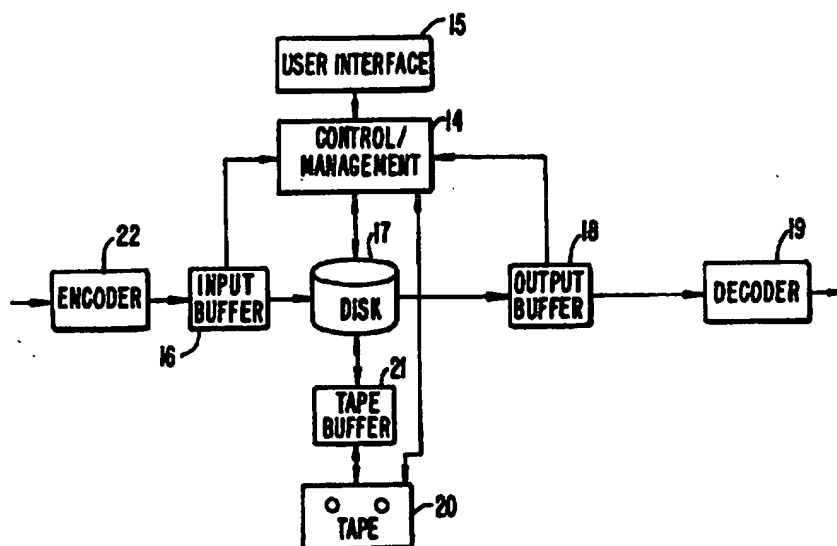 15
USER INTERFACE
14
CONTROL/
MANAGEMENT
22
ENCODER
INPUT
BUFFER
16
17
DISK
18
OUTPUT
BUFFER
19
DECODER
21
TAPE
BUFFER
TAPE
20